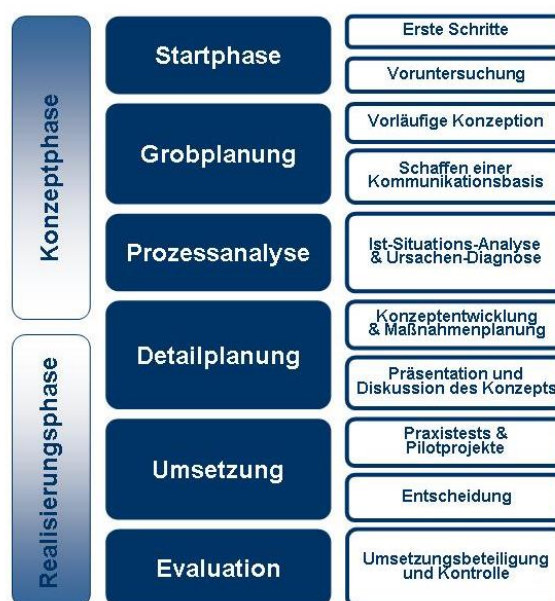 Konzeptphase
Startphase
Erste Schritte
Voruntersuchung
Grobplanung
Vorläufige Konzeption
Schaffen einer
Kommunikationsbasis
Prozessanalyse
Ist-Situations-Analyse
& Ursachen-Diagnose
Realisierungsphase
Detailplanung
Konzeptentwicklung
& Maßnahmenplanung
Präsentation und
Diskussion des Konzepts
Umsetzung
Praxistests &
Pilotprojekte
Entscheidung
Evaluation
Umsetzungsbeteiligung
und Kontrolle